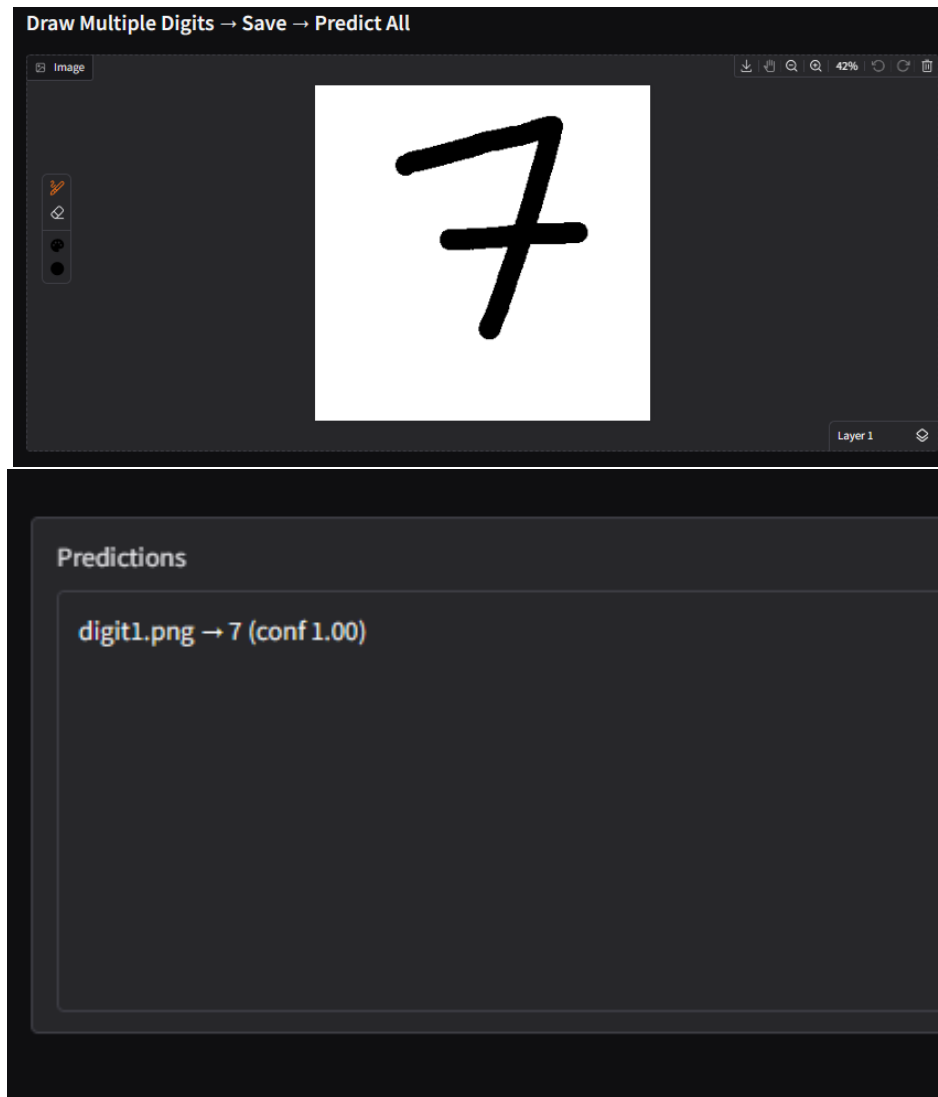 Draw Multiple Digits → Save → Predict All
Image
42%
7
Layer 1
Predictions
digit1.png → 7 (conf 1.00)